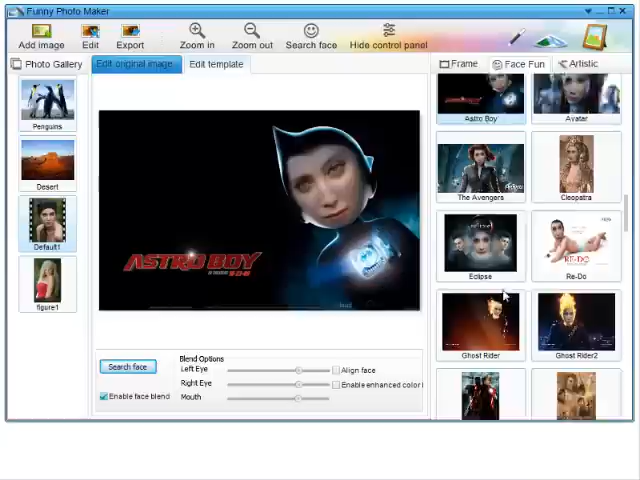 Funny Photo Maker
Add image
Edit
Export
Zoom in
Zoom out
Search face
Hide control panel
Photo Gallery
Edit original image
Edit template
Frame
Face Fun
Artistic
Penguins
Desert
Default1
figure1
ASTRO BOY
Astro Boy
Avatar
The Avengers
Cleopatra
Eclipse
Re-Do
RE-DO
Ghost Rider
Ghost Rider2
Search face
Enable face blend
Blend Options
Left Eye
Right Eye
Mouth
Align face
Enable enhanced color